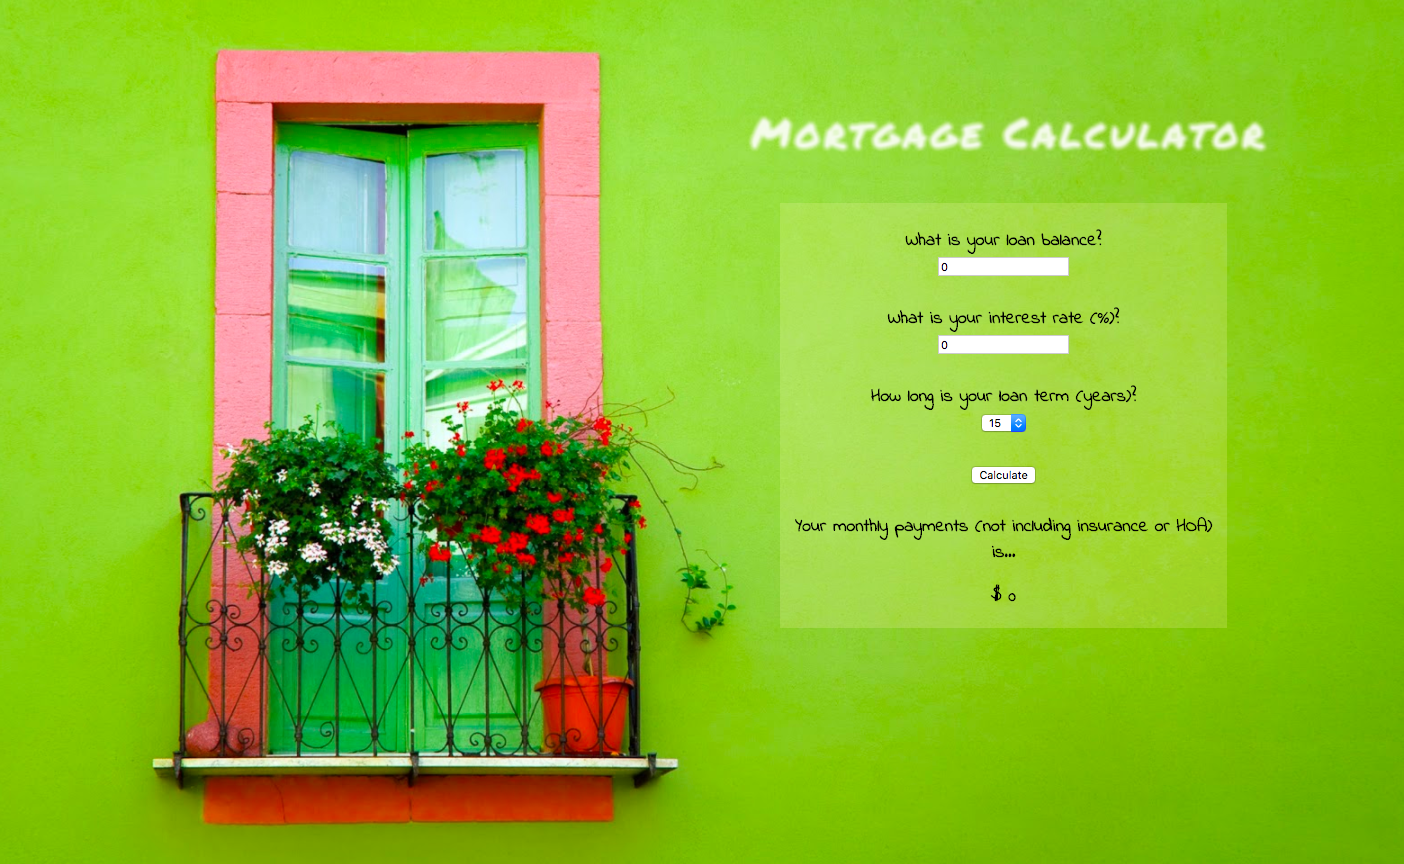 Mortgage Calculator
What is your loan balance?
0
What is your interest rate (%)?
0
How long is your loan term (years)?
15
Calculate
Your monthly payments (not including insurance or HOA)
is...
$ 0